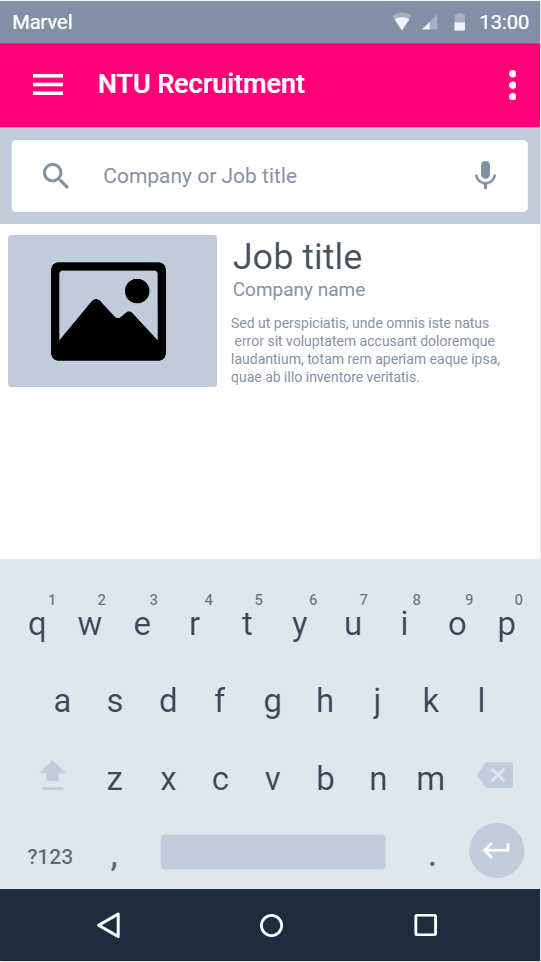 Marvel 13:00
NTU Recruitment
Company or Job title
Job title
Company name
Sed ut perspiciatis, unde omnis iste natus
error sit voluptatem accusant doloremque
laudantium, totam rem aperiam eaque ipsa,
quae ab illo inventore veritatis.
1 2 3 4 5 6 7 8 9 0
q w e r t y u i o p
a s d f g h j k l
z x c v b n m
?123 , .